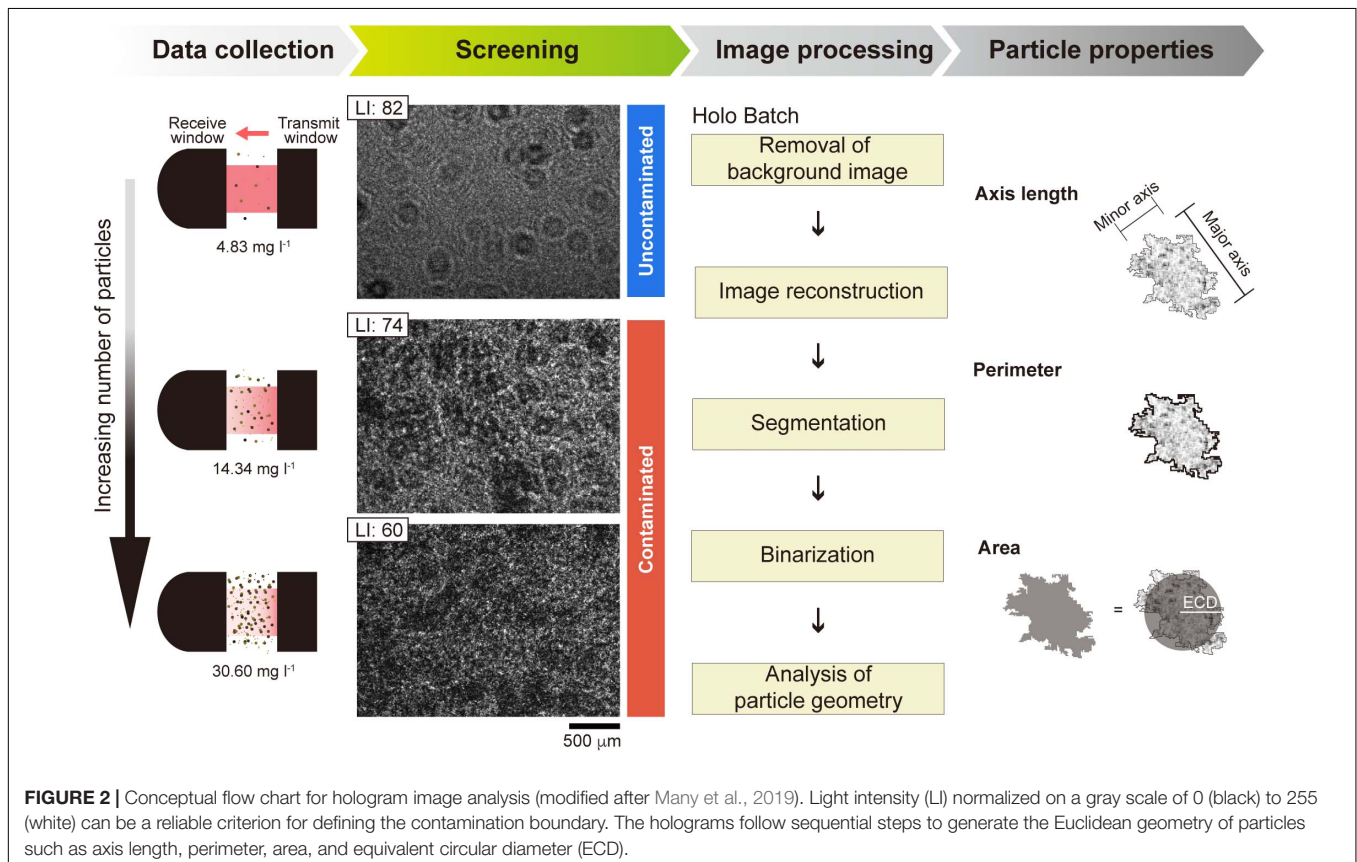 Data collection
Screening
Image processing
Particle properties
Increasing number of particles
Receive window
Transmit window
4.83 mg l⁻¹
14.34 mg l⁻¹
30.60 mg l⁻¹
LI: 82
LI: 74
LI: 60
500 μm
Uncontaminated
Contaminated
Holo Batch
Removal of
background image
↓
Image reconstruction
↓
Segmentation
↓
Binarization
↓
Analysis of
particle geometry
Axis length
Minor axis
Major axis
Perimeter
Area
=
ECD
FIGURE 2 | Conceptual flow chart for hologram image analysis (modified after Many et al., 2019). Light intensity (LI) normalized on a gray scale of 0 (black) to 255
(white) can be a reliable criterion for defining the contamination boundary. The holograms follow sequential steps to generate the Euclidean geometry of particles
such as axis length, perimeter, area, and equivalent circular diameter (ECD).